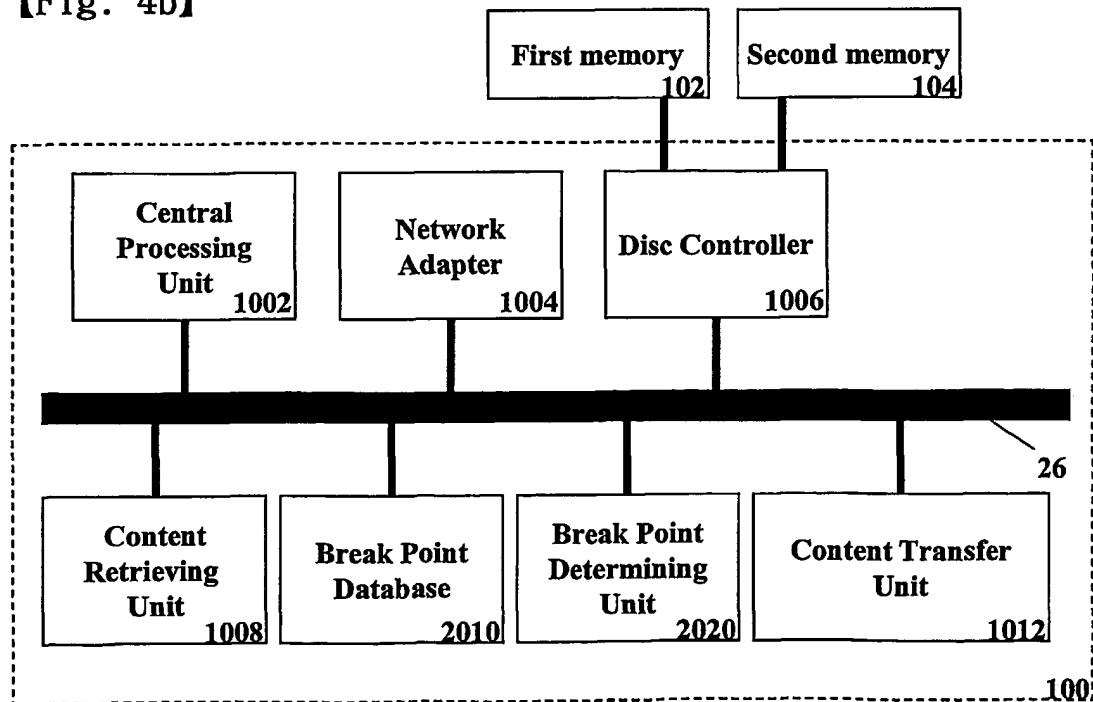 【Fig. 4b】
First memory
102
Second memory
104
Central
Processing
Unit
1002
Network
Adapter
1004
Disc Controller
1006
26
Content
Retrieving
Unit
1008
Break Point
Database
2010
Break Point
Determining
Unit
2020
Content Transfer
Unit
1012
100